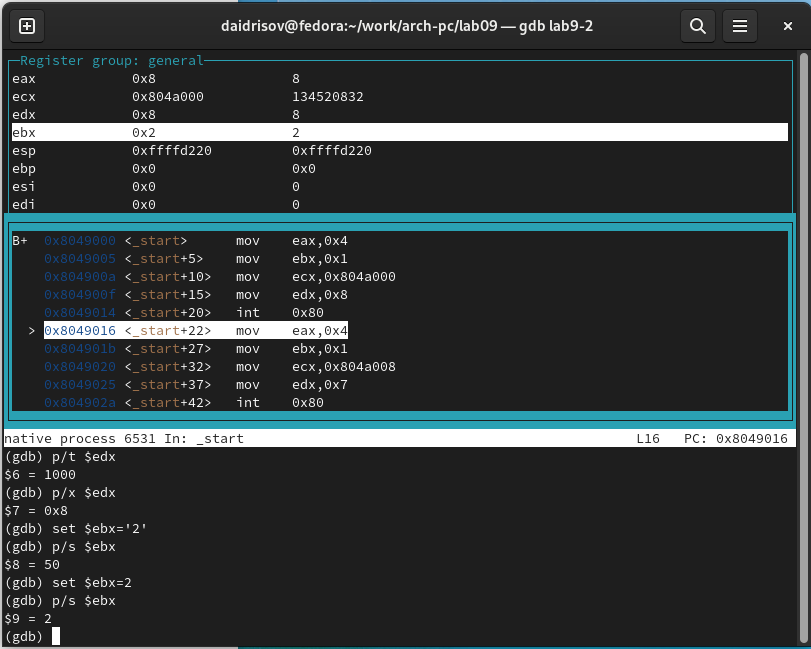 daidrisov@fedora:~/work/arch-pc/lab09 — gdb lab9-2
Register group: general
eax 0x8 8
ecx 0x804a000 134520832
edx 0x8 8
ebx 0x2 2
esp 0xffffd220 0xffffd220
ebp 0x0 0x0
esi 0x0 0
edi 0x0 0
B+ 0x8049000 <_start> mov eax,0x4
0x8049005 <_start+5> mov ebx,0x1
0x804900a <_start+10> mov ecx,0x804a000
0x804900f <_start+15> mov edx,0x8
0x8049014 <_start+20> int 0x80
> 0x8049016 <_start+22> mov eax,0x4
0x804901b <_start+27> mov ebx,0x1
0x8049020 <_start+32> mov ecx,0x804a008
0x8049025 <_start+37> mov edx,0x7
0x804902a <_start+42> int 0x80
native process 6531 In: _start L16 PC: 0x8049016
(gdb) p/t $edx
$6 = 1000
(gdb) p/x $edx
$7 = 0x8
(gdb) set $ebx='2'
(gdb) p/s $ebx
$8 = 50
(gdb) set $ebx=2
(gdb) p/s $ebx
$9 = 2
(gdb)